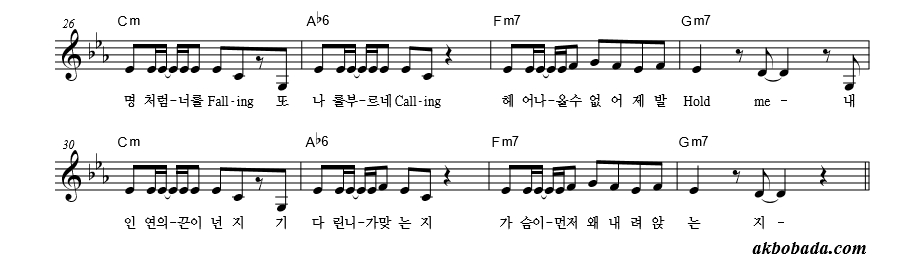 26 Cm A♭6 Fm7 Gm7
명 처럼-너를 Fall-ing 또 나 를부-르네 Call-ing 헤 어나-올수 없 어 제 발 Hold me- 내
30 Cm A♭6 Fm7 Gm7
인 연의-끈이 넌 지 기 다 린니-가맞 는 지 가 슴이-먼저 왜 내 려 앉 는 지-
akbobada.com